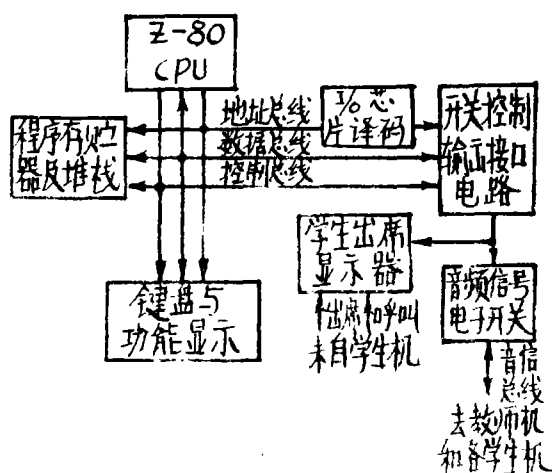 Z-80
CPU
地址总线
数据总线
控制总线
I/O芯
片译码
开关控制
输出接口
电路
程序存贮
器及堆栈
学生出席
显示器
出席和呼叫
来自学生机
键盘与
功能显示
音频信号
电子开关
音信
总线
去教师机
和各学生机